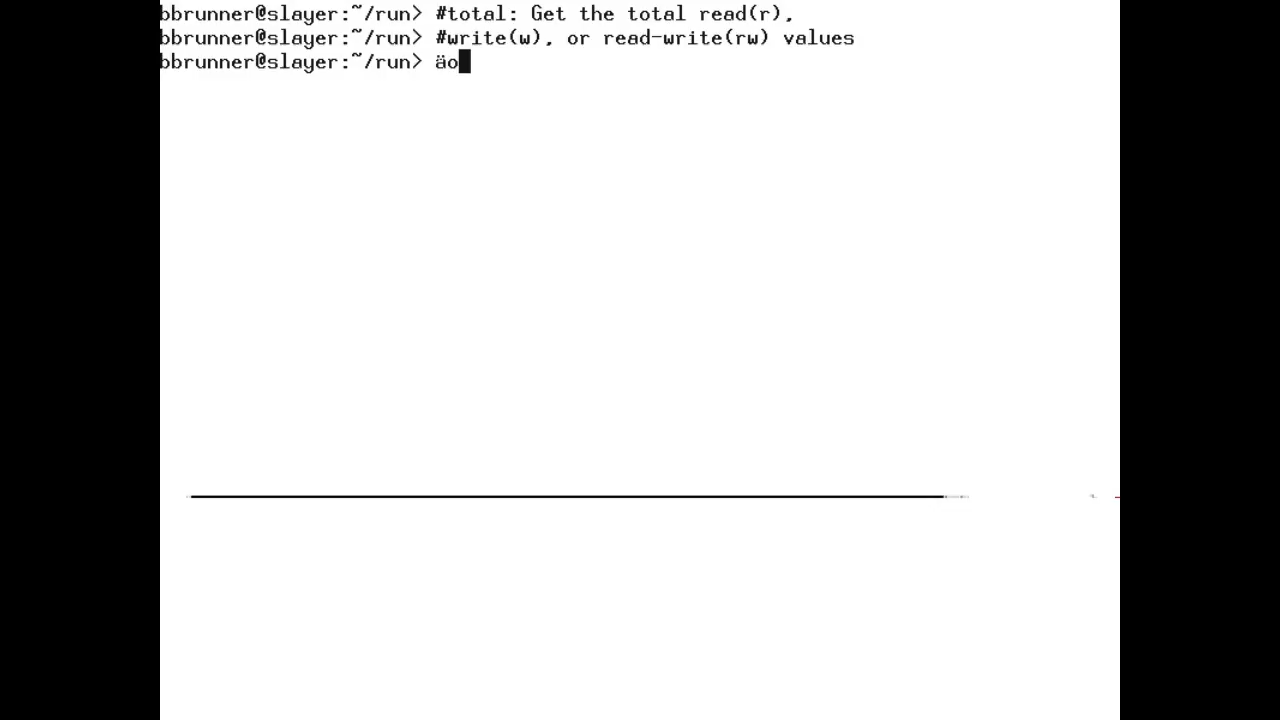 bbrunner@slayer:~/run> #total: Get the total read(r),
bbrunner@slayer:~/run> #write(w), or read-write(rw) values
bbrunner@slayer:~/run> äo